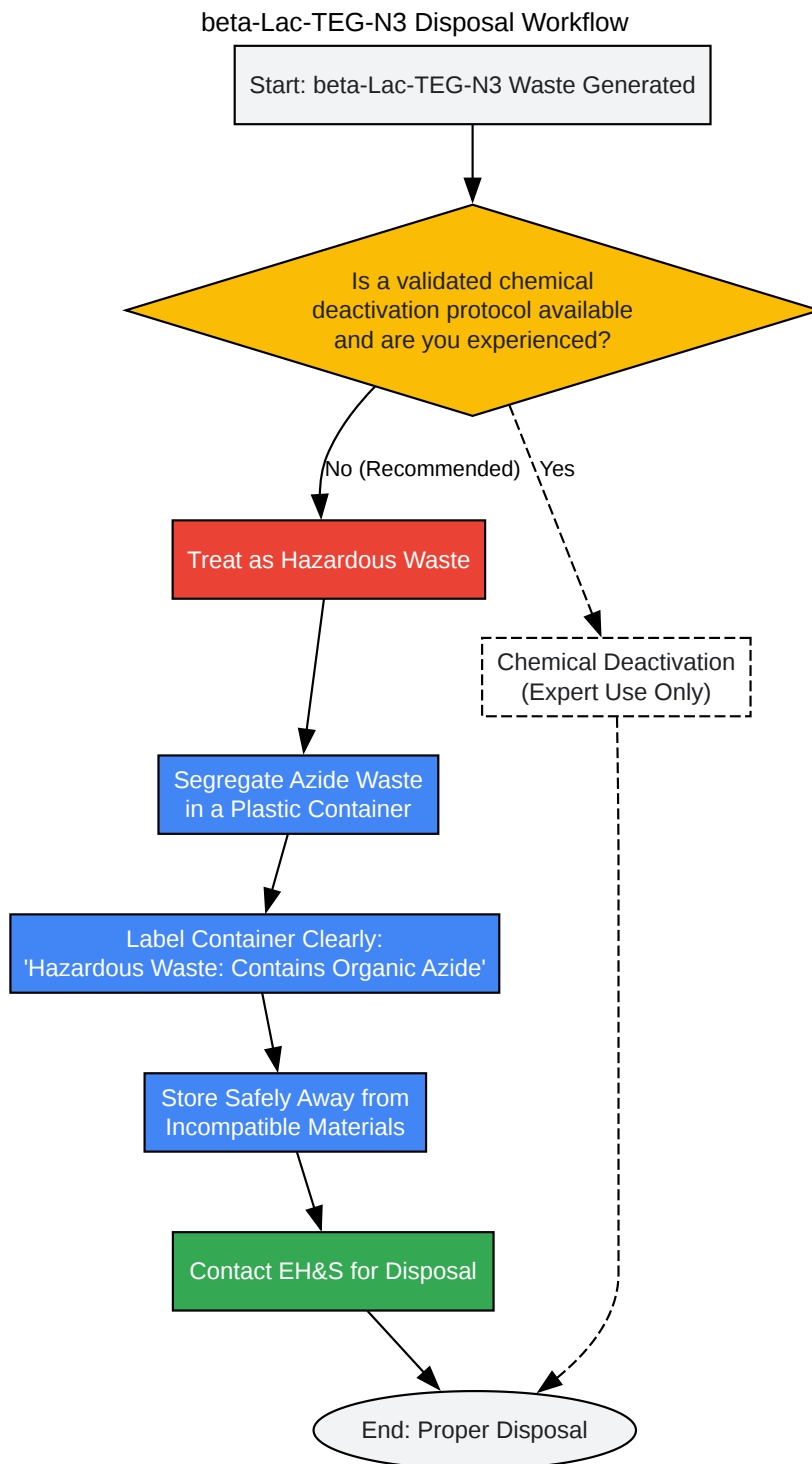 beta-Lac-TEG-N3 Disposal Workflow
Start: beta-Lac-TEG-N3 Waste Generated
Is a validated chemical
deactivation protocol available
and are you experienced?
No (Recommended)
Yes
Treat as Hazardous Waste
Chemical Deactivation
(Expert Use Only)
Segregate Azide Waste
in a Plastic Container
Label Container Clearly:
'Hazardous Waste: Contains Organic Azide'
Store Safely Away from
Incompatible Materials
Contact EH&S for Disposal
End: Proper Disposal